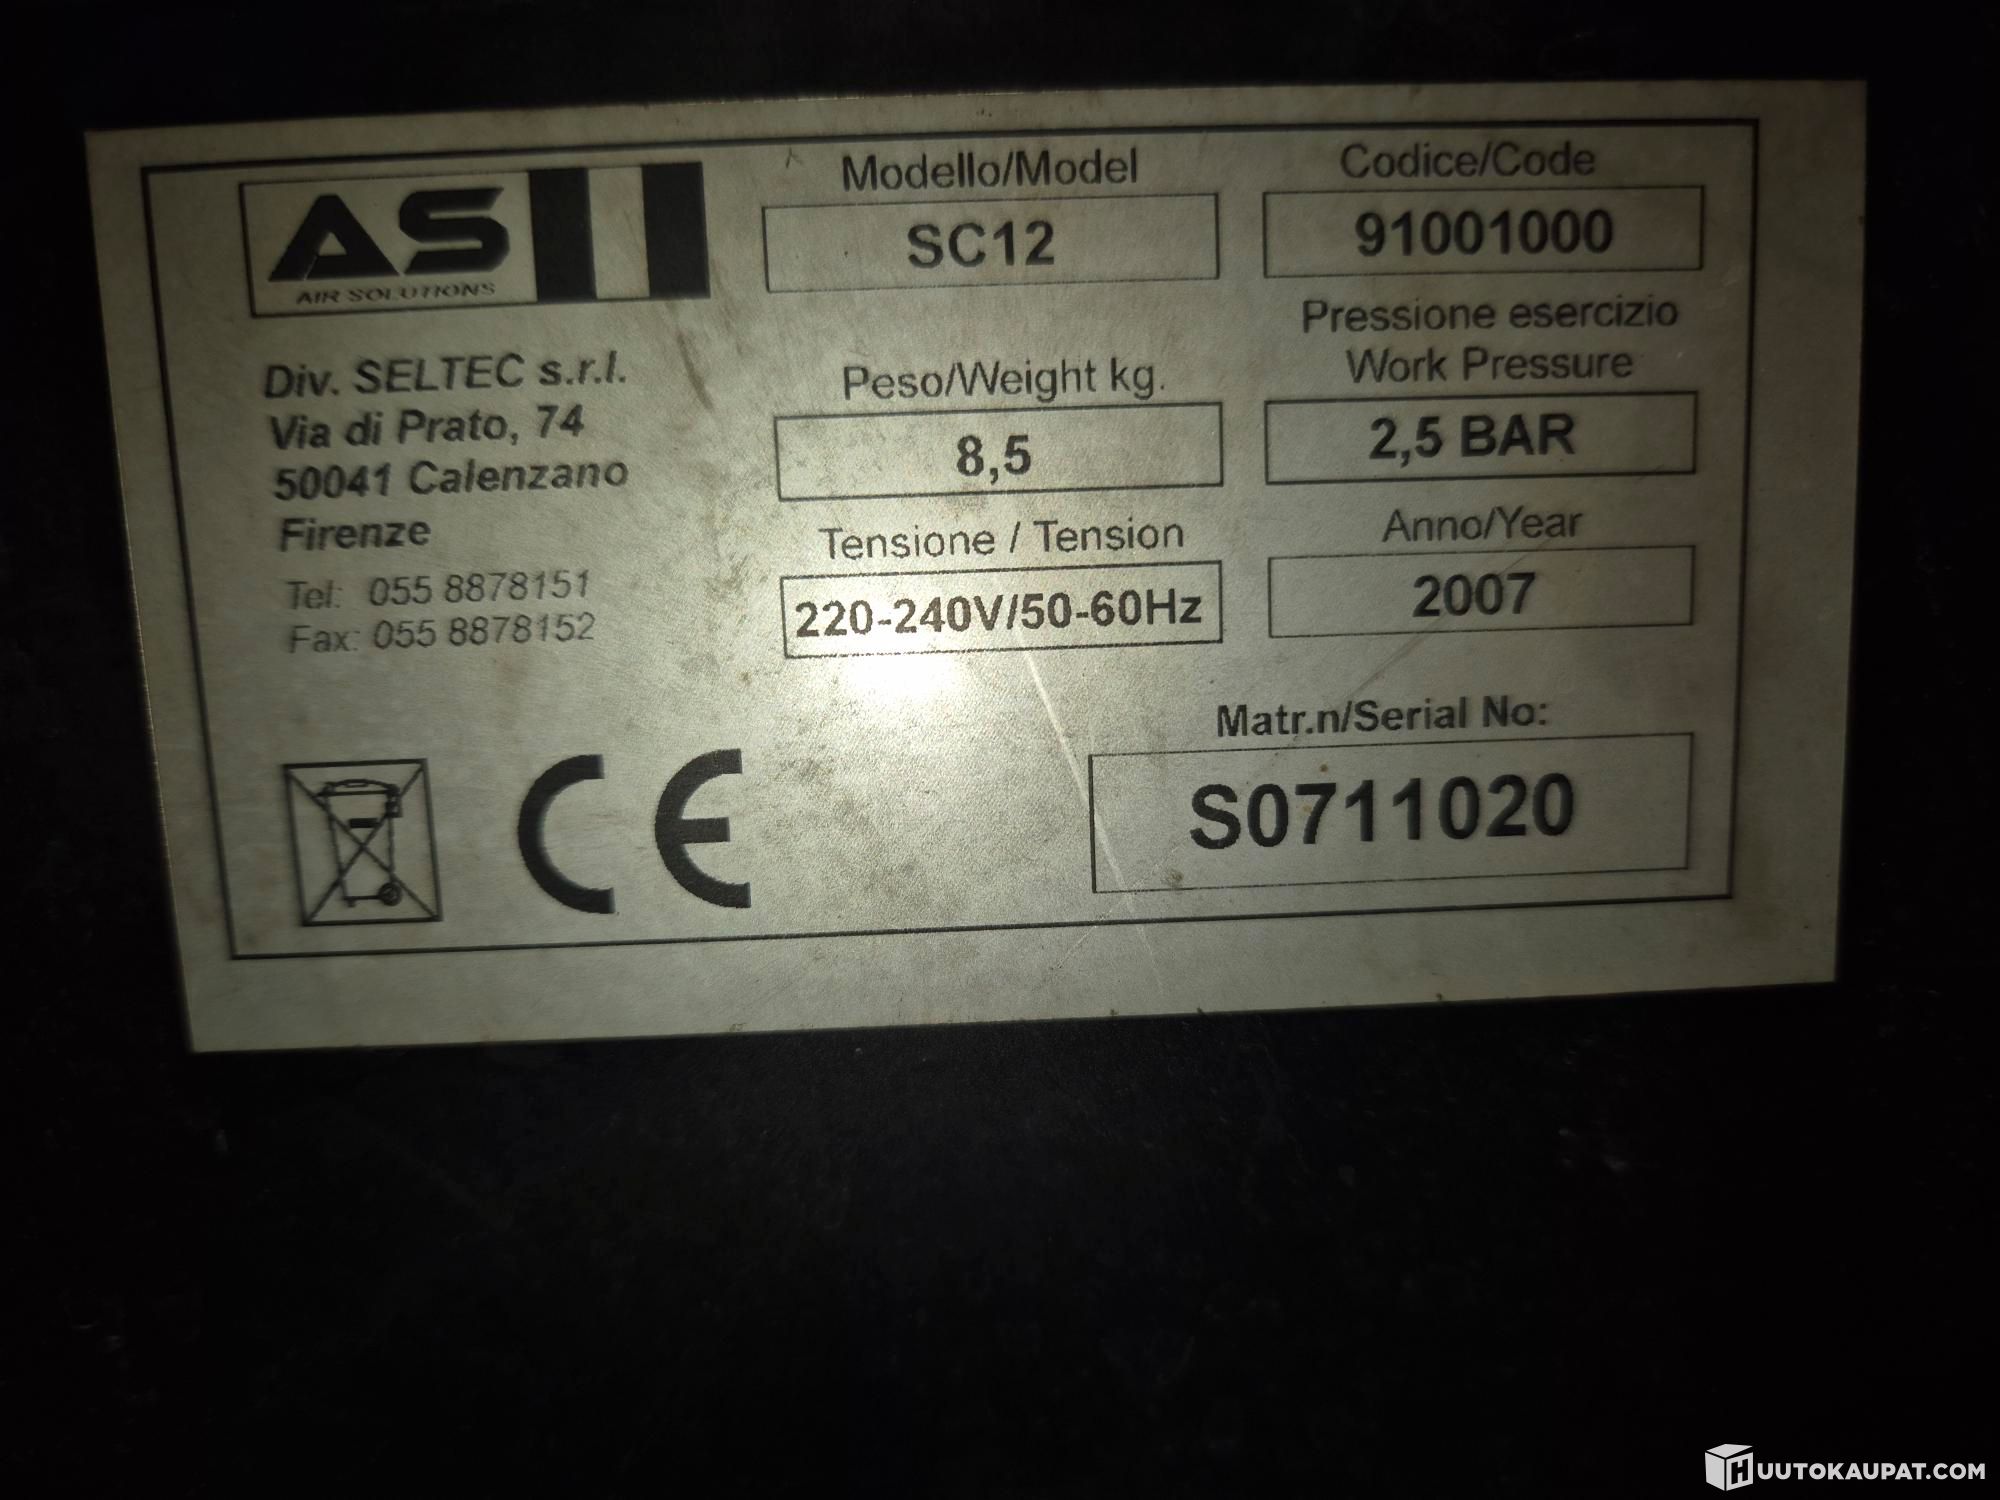 AS
AIR SOLUTIONS
Div. SELTEC s.r.l.
Via di Prato, 74
50041 Calenzano
Firenze
Tel: 055 8878151
Fax: 055 8878152
CE
Modello/Model
SC12
Peso/Weight kg.
8,5
Tensione / Tension
220-240V/50-60Hz
Codice/Code
91001000
Pressione esercizio
Work Pressure
2,5 BAR
Anno/Year
2007
Matr.n/Serial No:
S0711020
HUUTOKAUPAT.COM